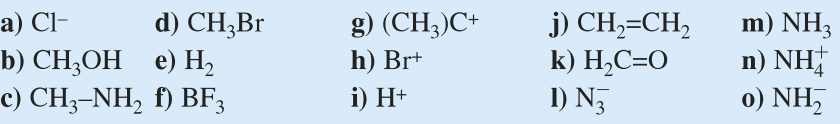 a) Cl⁻ d) CH₃Br g) (CH₃)C⁺ j) CH₂=CH₂ m) NH₃
b) CH₃OH e) H₂ h) Br⁺ k) H₂C=O n) NH₄⁺
c) CH₃–NH₂ f) BF₃ i) H⁺ l) N₃⁻ o) NH₂⁻